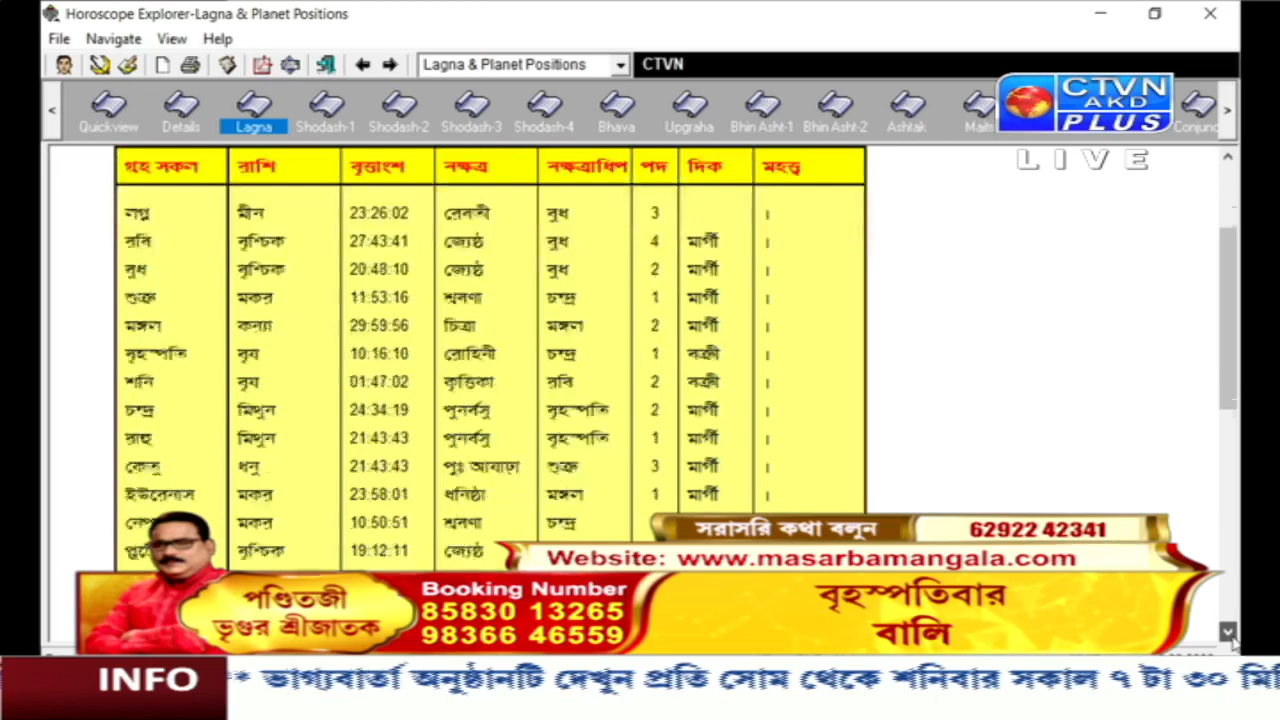 Horoscope Explorer-Lagna & Planet Positions
File Navigate View Help
Lagna & Planet Positions CTVN
Quickview Details Lagna Shodash-1 Shodash-2 Shodash-3 Shodash-4 Bhava Upgraha Bhin Asht-1 Bhin Asht-2 Ashtak
CTVN
AKD
PLUS
LIVE
গ্রহ সকল রাশি বৃত্তাংশ নক্ষত্র নক্ষত্রাধিপ পদ দিক মহত্ত্ব
লগ্ন মীন 23:26:02 রেবতী বুধ 3 ।
রবি বৃশ্চিক 27:43:41 জ্যেষ্ঠ বুধ 4 মার্গী ।
বুধ বৃশ্চিক 20:48:10 জ্যেষ্ঠ বুধ 2 মার্গী ।
শুক্র মকর 11:53:16 শ্রবণা চন্দ্র 1 মার্গী ।
মঙ্গল কন্যা 29:59:56 চিত্রা মঙ্গল 2 মার্গী ।
বৃহস্পতি বৃষ 10:16:10 রোহিনী চন্দ্র 1 বক্রী ।
শনি বৃষ 01:47:02 কৃত্তিকা রবি 2 বক্রী ।
চন্দ্র মিথুন 24:34:19 পুনর্বসু বৃহস্পতি 2 মার্গী ।
রাহু মিথুন 21:43:43 পুনর্বসু বৃহস্পতি 1 মার্গী ।
কেতু ধনু 21:43:43 পুঃ আষাঢ়া শুক্র 3 মার্গী ।
ইউরেনাস মকর 23:58:01 ধনিষ্ঠা মঙ্গল 1 মার্গী ।
মকর 10:50:51 শ্রবণা চন্দ্র
বৃশ্চিক 19:12:11 জ্যেষ্ঠ
সরাসরি কথা বলুন 62922 42341
Website: www.masarbamangala.com
পণ্ডিতজী
ভৃগুর শ্রীজাতক
Booking Number
85830 13265
98366 46559
বৃহস্পতিবার
বালি
INFO ** ভাগ্যবার্তা অনুষ্ঠানটি দেখুন প্রতি সোম থেকে শনিবার সকাল ৭ টা ৩০